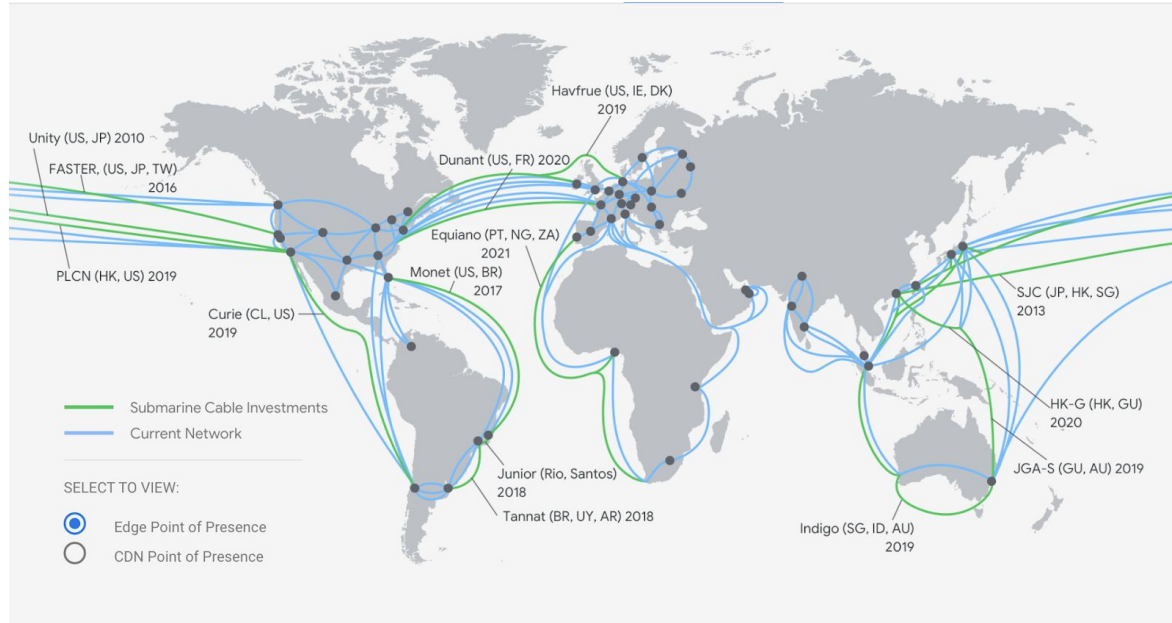 Havfrue (US, IE, DK)
2019
Unity (US, JP) 2010
FASTER, (US, JP, TW)
2016
Dunant (US, FR) 2020
PLCN (HK, US) 2019
Equiano (PT, NG, ZA)
2021
Monet (US, BR)
2017
Curie (CL, US)
2019
SJC (JP, HK, SG)
2013
HK-G (HK, GU)
2020
JGA-S (GU, AU) 2019
Indigo (SG, ID, AU)
2019
Junior (Rio, Santos)
2018
Tannat (BR, UY, AR) 2018
Submarine Cable Investments
Current Network
SELECT TO VIEW:
Edge Point of Presence
CDN Point of Presence